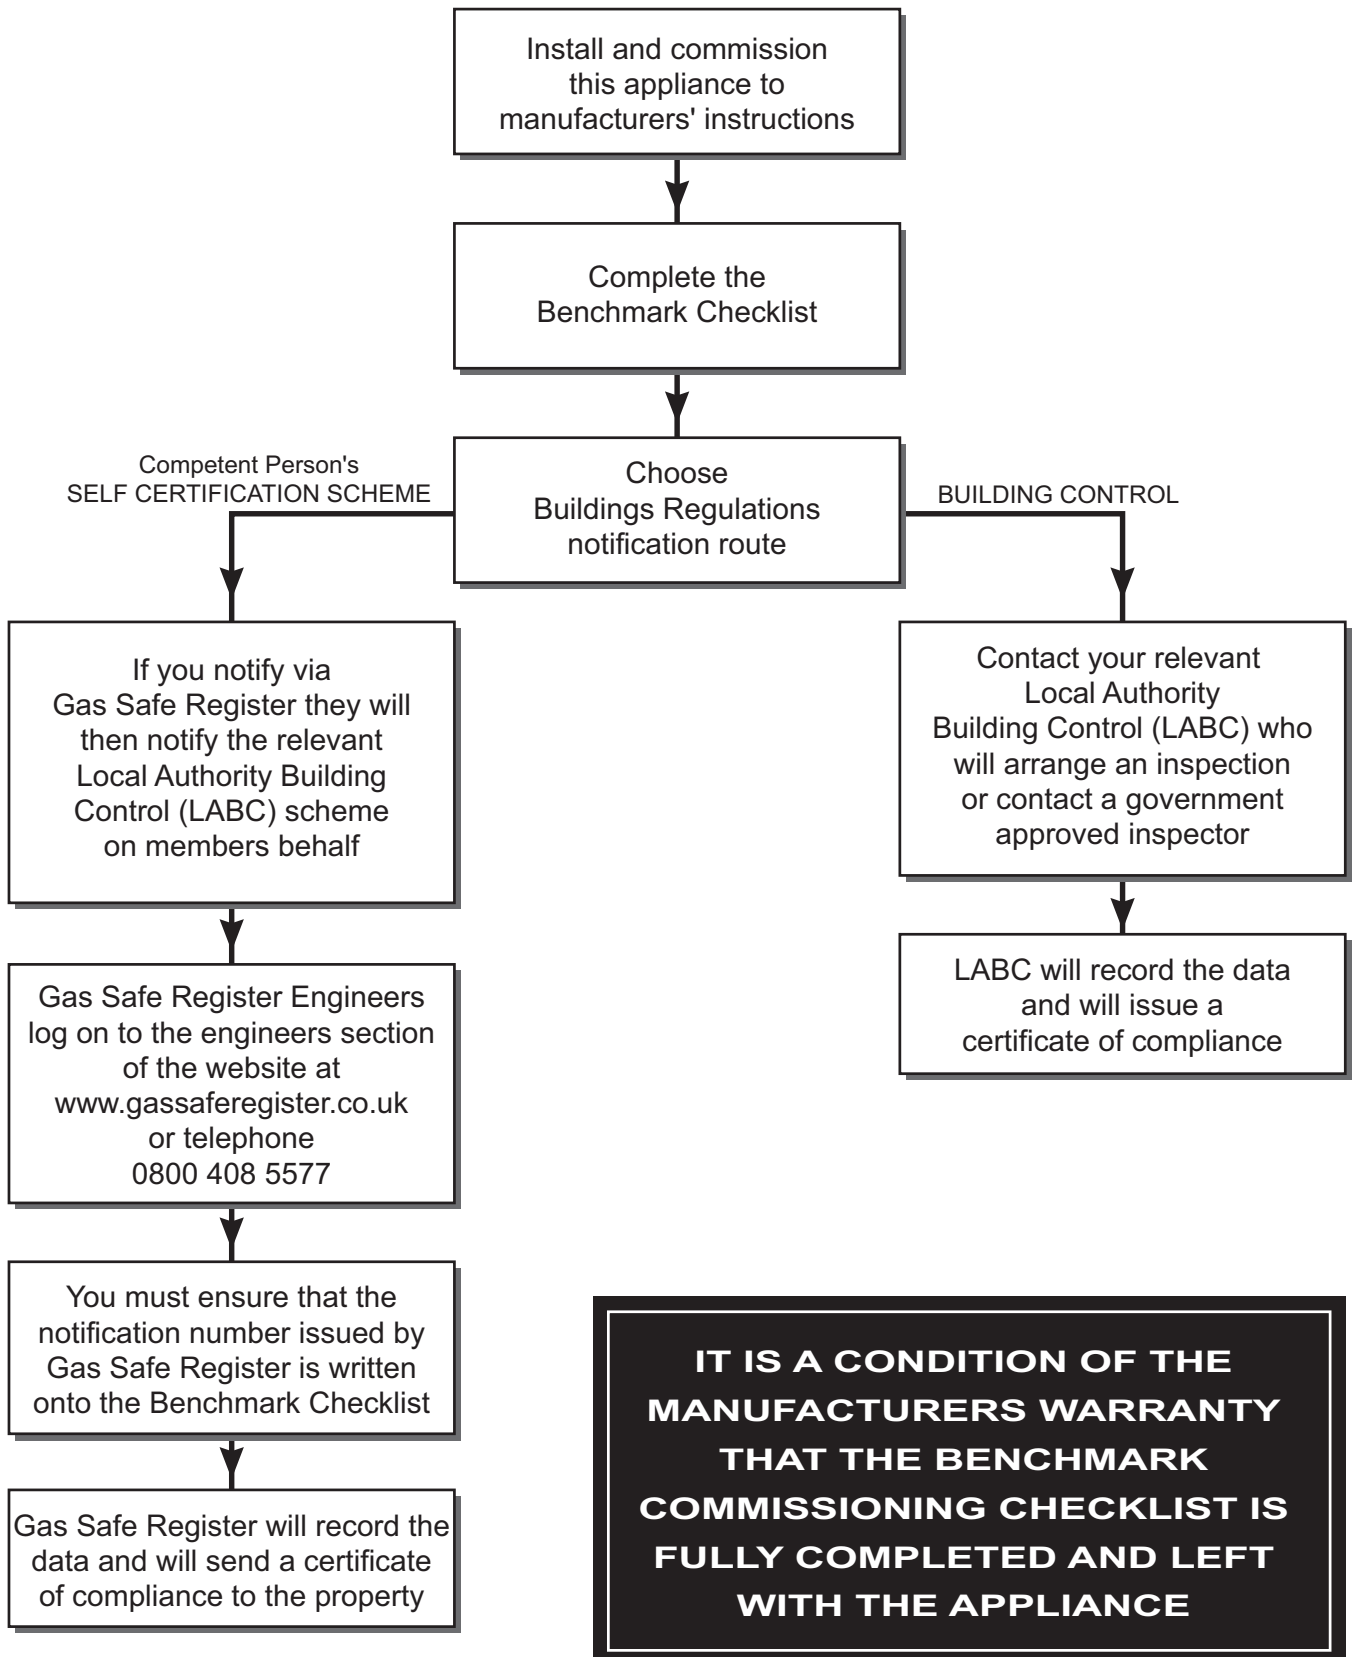 Install and commission
this appliance to
manufacturers' instructions
Complete the
Benchmark Checklist
Choose
Buildings Regulations
notification route
Competent Person's
SELF CERTIFICATION SCHEME
BUILDING CONTROL
If you notify via
Gas Safe Register they will
then notify the relevant
Local Authority Building
Control (LABC) scheme
on members behalf
Gas Safe Register Engineers
log on to the engineers section
of the website at
www.gassaferegister.co.uk
or telephone
0800 408 5577
You must ensure that the
notification number issued by
Gas Safe Register is written
onto the Benchmark Checklist
Gas Safe Register will record the
data and will send a certificate
of compliance to the property
Contact your relevant
Local Authority
Building Control (LABC) who
will arrange an inspection
or contact a government
approved inspector
LABC will record the data
and will issue a
certificate of compliance
IT IS A CONDITION OF THE
MANUFACTURERS WARRANTY
THAT THE BENCHMARK
COMMISSIONING CHECKLIST IS
FULLY COMPLETED AND LEFT
WITH THE APPLIANCE